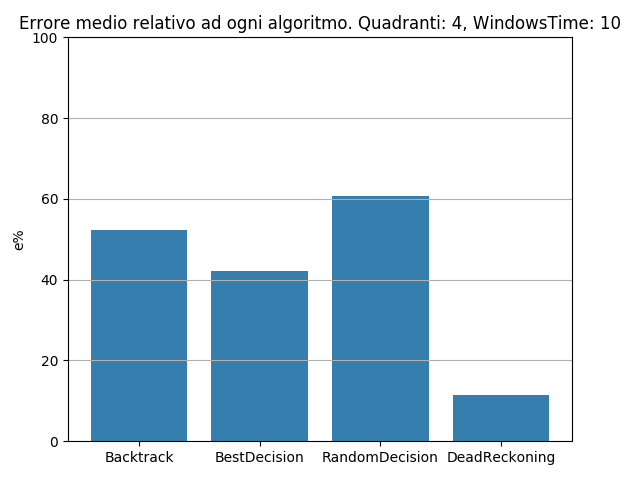 Errore medio relativo ad ogni algoritmo. Quadranti: 4, WindowsTime: 10
100
80
60
40
20
0
e%
Backtrack BestDecision RandomDecision DeadReckoning